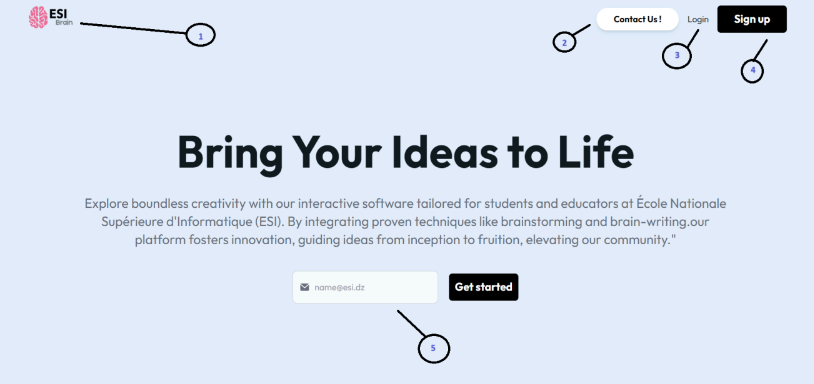 ESI
Brain
1
2
Contact Us !
Login
3
Sign up
4
Bring Your Ideas to Life
Explore boundless creativity with our interactive software tailored for students and educators at École Nationale
Supérieure d'Informatique (ESI). By integrating proven techniques like brainstorming and brain-writing.our
platform fosters innovation, guiding ideas from inception to fruition, elevating our community."
name@esi.dz
Get started
5